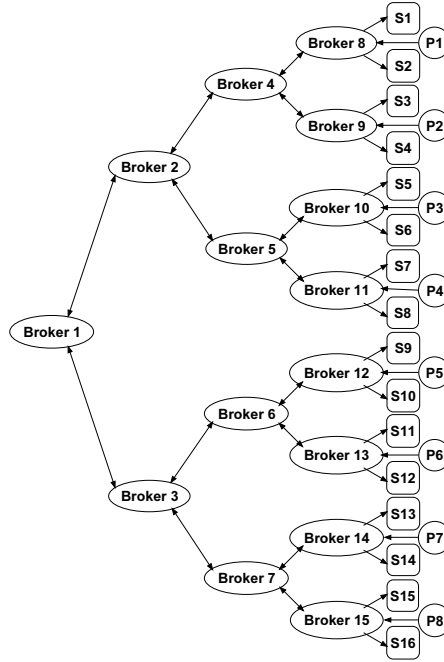 S1
Broker 8
P1
S2
Broker 4
S3
Broker 9
P2
S4
Broker 2
S5
Broker 10
P3
S6
Broker 5
S7
Broker 11
P4
S8
Broker 1
S9
Broker 12
P5
S10
Broker 6
S11
Broker 13
P6
S12
Broker 3
S13
Broker 14
P7
S14
Broker 7
S15
Broker 15
P8
S16